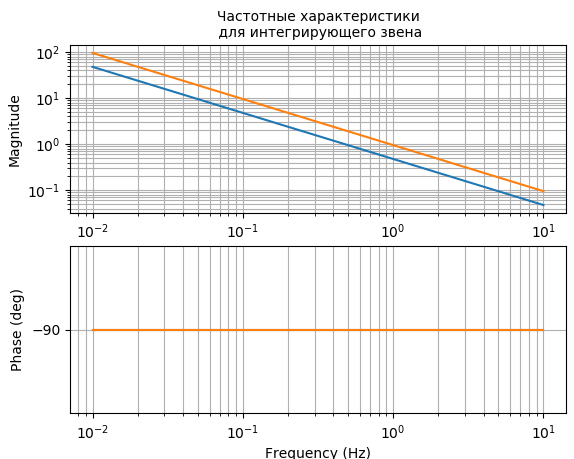 Частотные характеристики
для интегрирующего звена
Magnitude
10²
10¹
10⁰
10⁻¹
10⁻² 10⁻¹ 10⁰ 10¹
Phase (deg)
−90
10⁻² 10⁻¹ 10⁰ 10¹
Frequency (Hz)